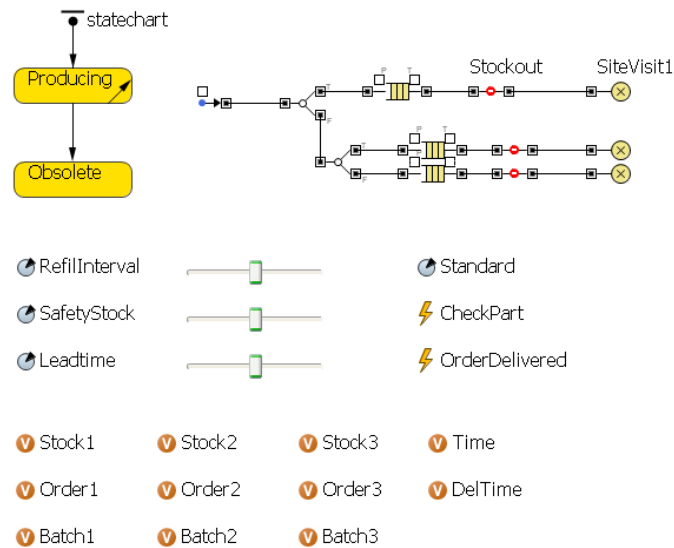 statechart
Producing
Obsolete
Stockout SiteVisit1
P T
T
F
P T
T
P T
F
RefilInterval Standard
SafetyStock CheckPart
Leadtime OrderDelivered
V Stock1 V Stock2 V Stock3 V Time
V Order1 V Order2 V Order3 V DelTime
V Batch1 V Batch2 V Batch3